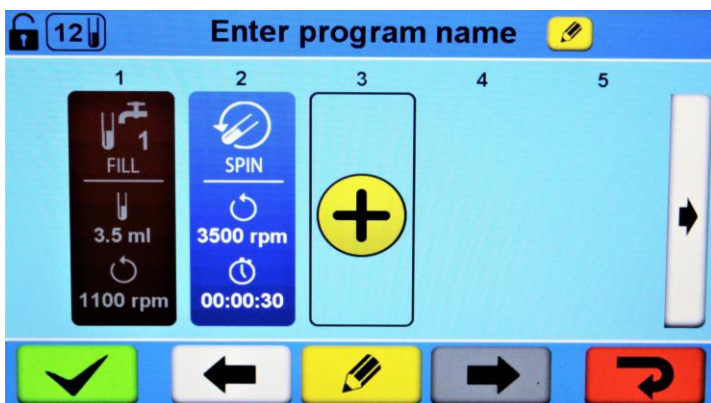 12
Enter program name
1 2 3 4 5
1
FILL SPIN
3.5 ml 3500 rpm
1100 rpm 00:00:30